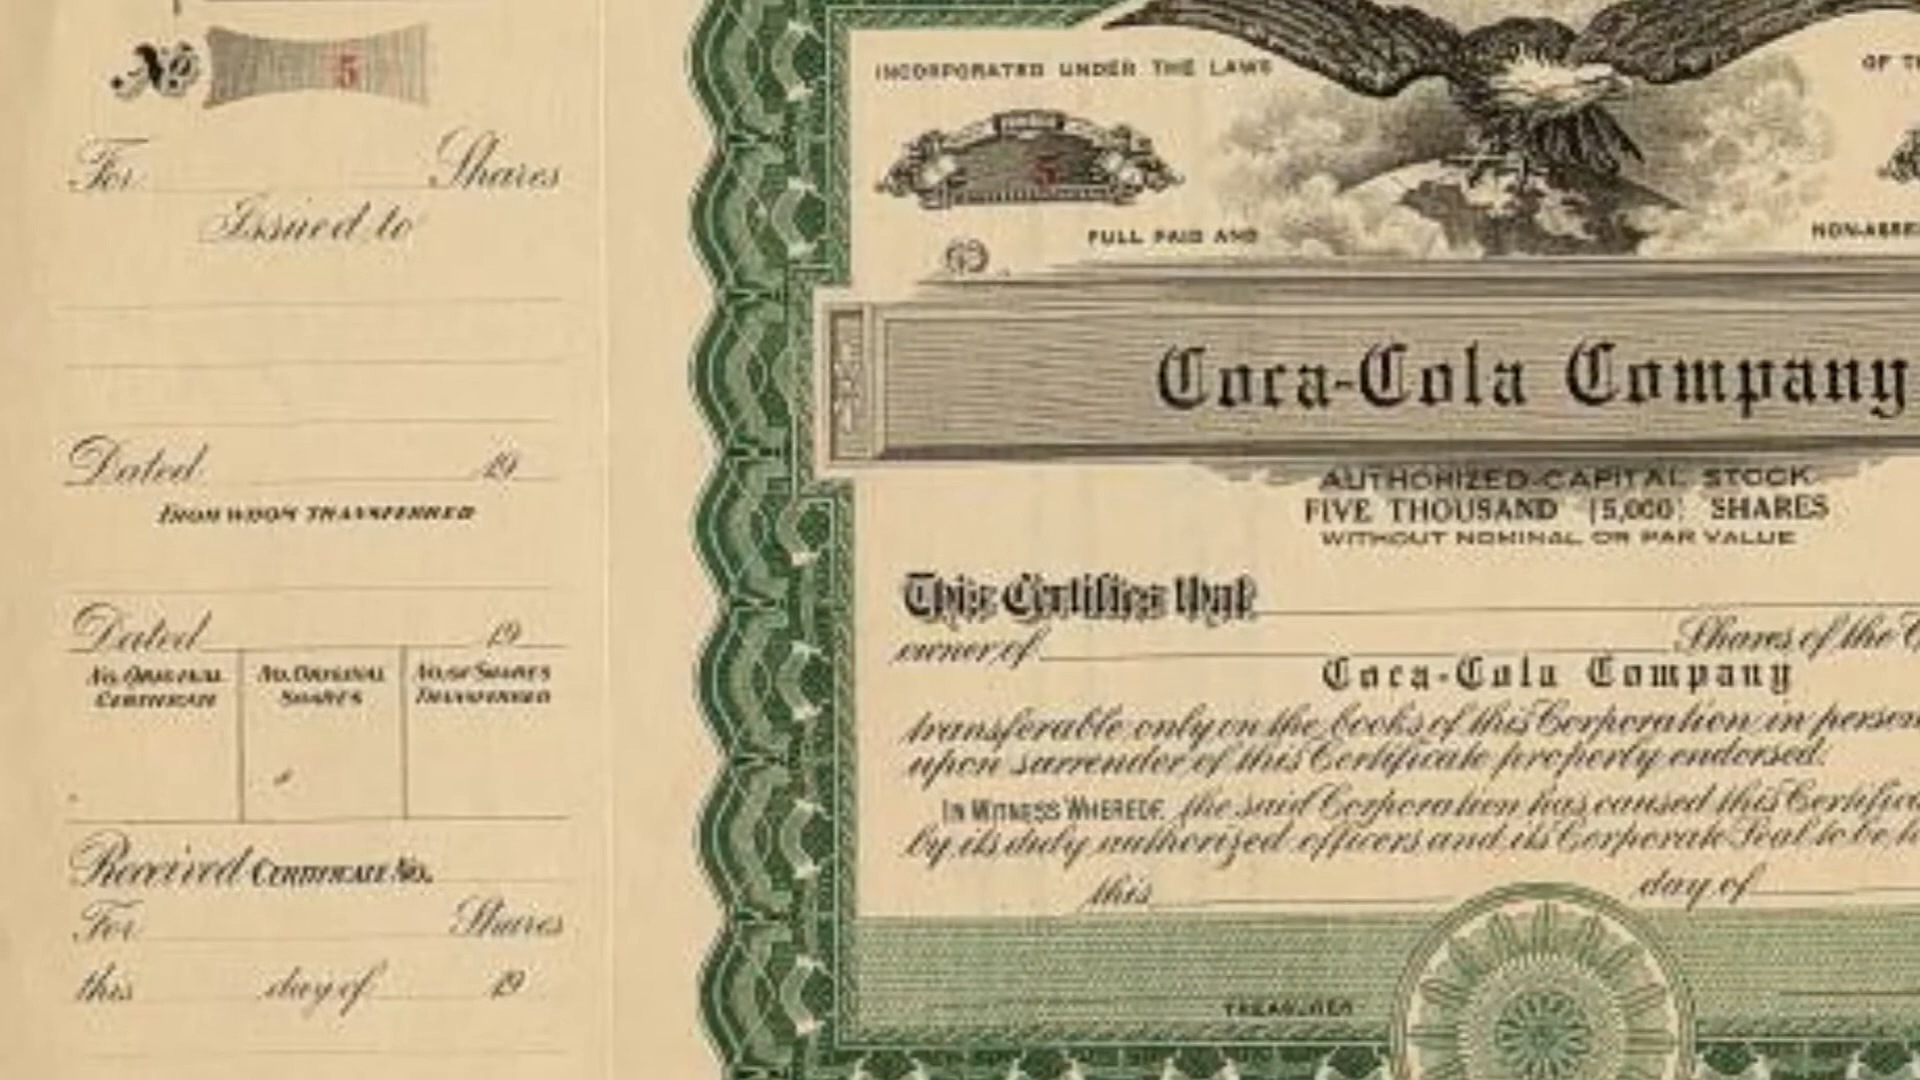 No 5
For Shares
Issued to
Dated 19
FROM WHOM TRANSFERRED
Dated 19
No. ORIGINAL CERTIFICATE
No. ORIGINAL SHARES
No. OF SHARES TRANSFERRED
Received CERTIFICATE No.
For Shares
this day of 19
INCORPORATED UNDER THE LAWS OF
5
FULL PAID AND
Coca-Cola Company
AUTHORIZED CAPITAL STOCK
FIVE THOUSAND (5,000) SHARES
WITHOUT NOMINAL OR PAR VALUE
This Certifies that
owner of Shares of the
Coca-Cola Company
transferable only on the books of this Corporation in person
upon surrender of this Certificate properly endorsed.
IN WITNESS WHEREOF, the said Corporation has caused this
by its duly authorized officers and its Corporate Seal to be
this day of
TREASURER